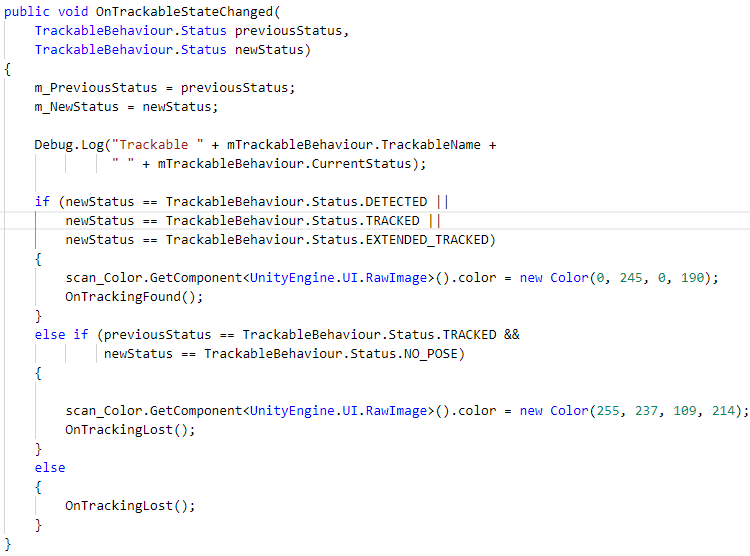 public void OnTrackableStateChanged(
    TrackableBehaviour.Status previousStatus,
    TrackableBehaviour.Status newStatus)
{
    m_PreviousStatus = previousStatus;
    m_NewStatus = newStatus;

    Debug.Log("Trackable " + mTrackableBehaviour.TrackableName +
              " " + mTrackableBehaviour.CurrentStatus);

    if (newStatus == TrackableBehaviour.Status.DETECTED ||
        newStatus == TrackableBehaviour.Status.TRACKED ||
        newStatus == TrackableBehaviour.Status.EXTENDED_TRACKED)
    {
        scan_Color.GetComponent<UnityEngine.UI.RawImage>().color = new Color(0, 245, 0, 190);
        OnTrackingFound();
    }
    else if (previousStatus == TrackableBehaviour.Status.TRACKED &&
             newStatus == TrackableBehaviour.Status.NO_POSE)
    {

        scan_Color.GetComponent<UnityEngine.UI.RawImage>().color = new Color(255, 237, 109, 214);
        OnTrackingLost();
    }
    else
    {
        OnTrackingLost();
    }
}